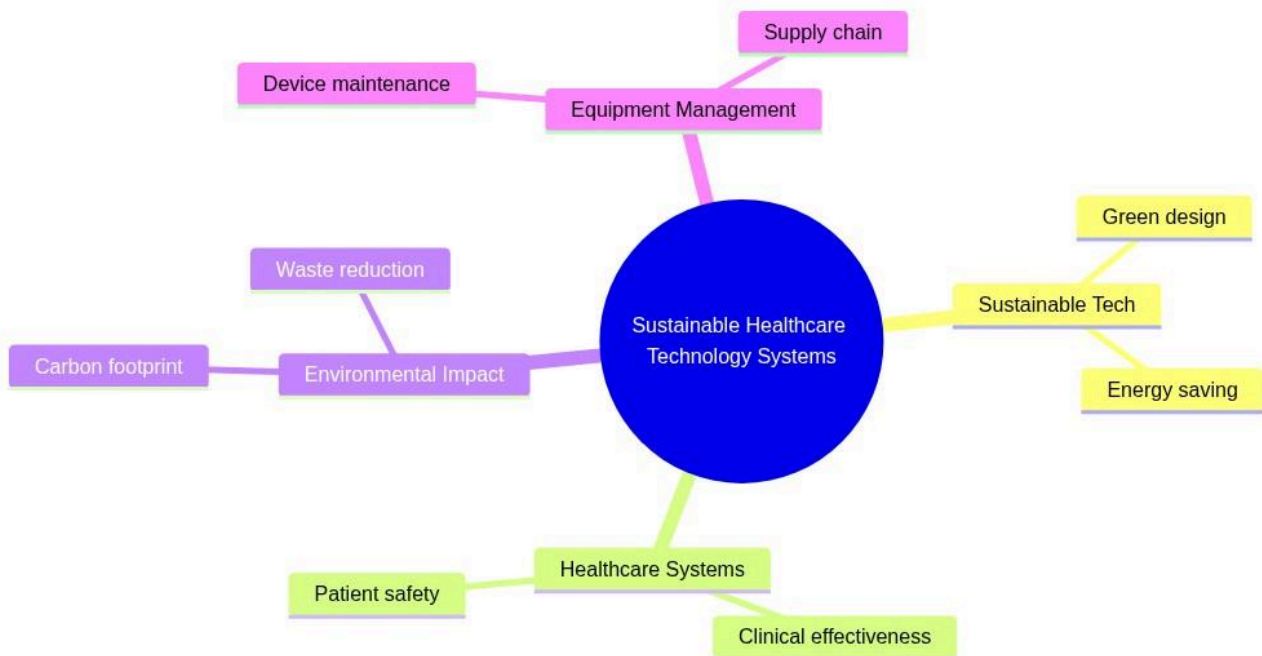 Supply chain
Device maintenance
Equipment Management
Green design
Waste reduction
Sustainable Tech
Sustainable Healthcare
Technology Systems
Carbon footprint
Environmental Impact
Energy saving
Healthcare Systems
Patient safety
Clinical effectiveness